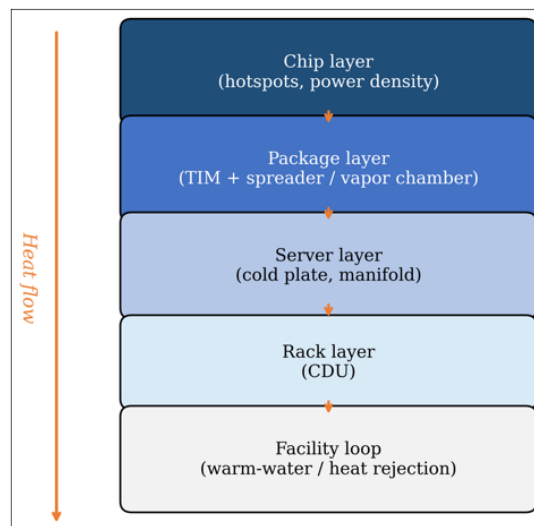 Chip layer
(hotspots, power density)
Package layer
(TIM + spreader / vapor chamber)
Server layer
(cold plate, manifold)
Rack layer
(CDU)
Facility loop
(warm-water / heat rejection)
Heat flow